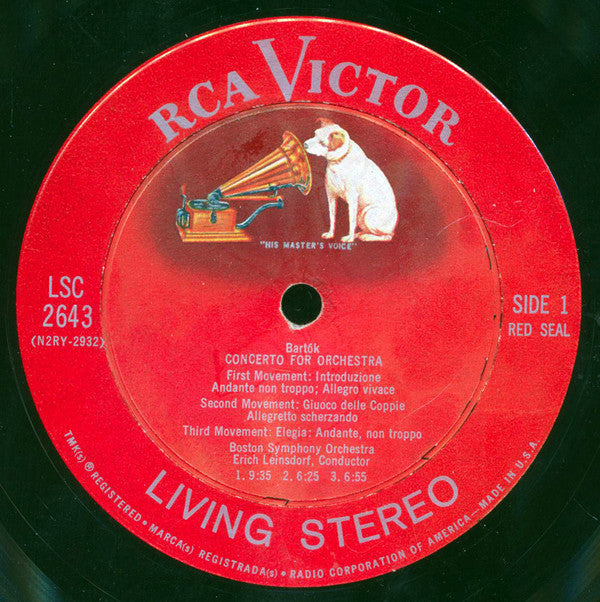 RCA VICTOR
"HIS MASTER'S VOICE"
LSC
2643
(N2RY-2932)
SIDE 1
RED SEAL
Bartók
CONCERTO FOR ORCHESTRA
First Movement: Introduzione
Andante non troppo; Allegro vivace
Second Movement: Giuoco delle Coppie
Allegretto scherzando
Third Movement: Elegia: Andante, non troppo
Boston Symphony Orchestra
Erich Leinsdorf, Conductor
1. 9:35 2. 6:25 3. 6:55
LIVING STEREO
TMK(s) ® REGISTERED • MARCA(s) REGISTRADA(s) • RADIO CORPORATION OF AMERICA—MADE IN U.S.A.